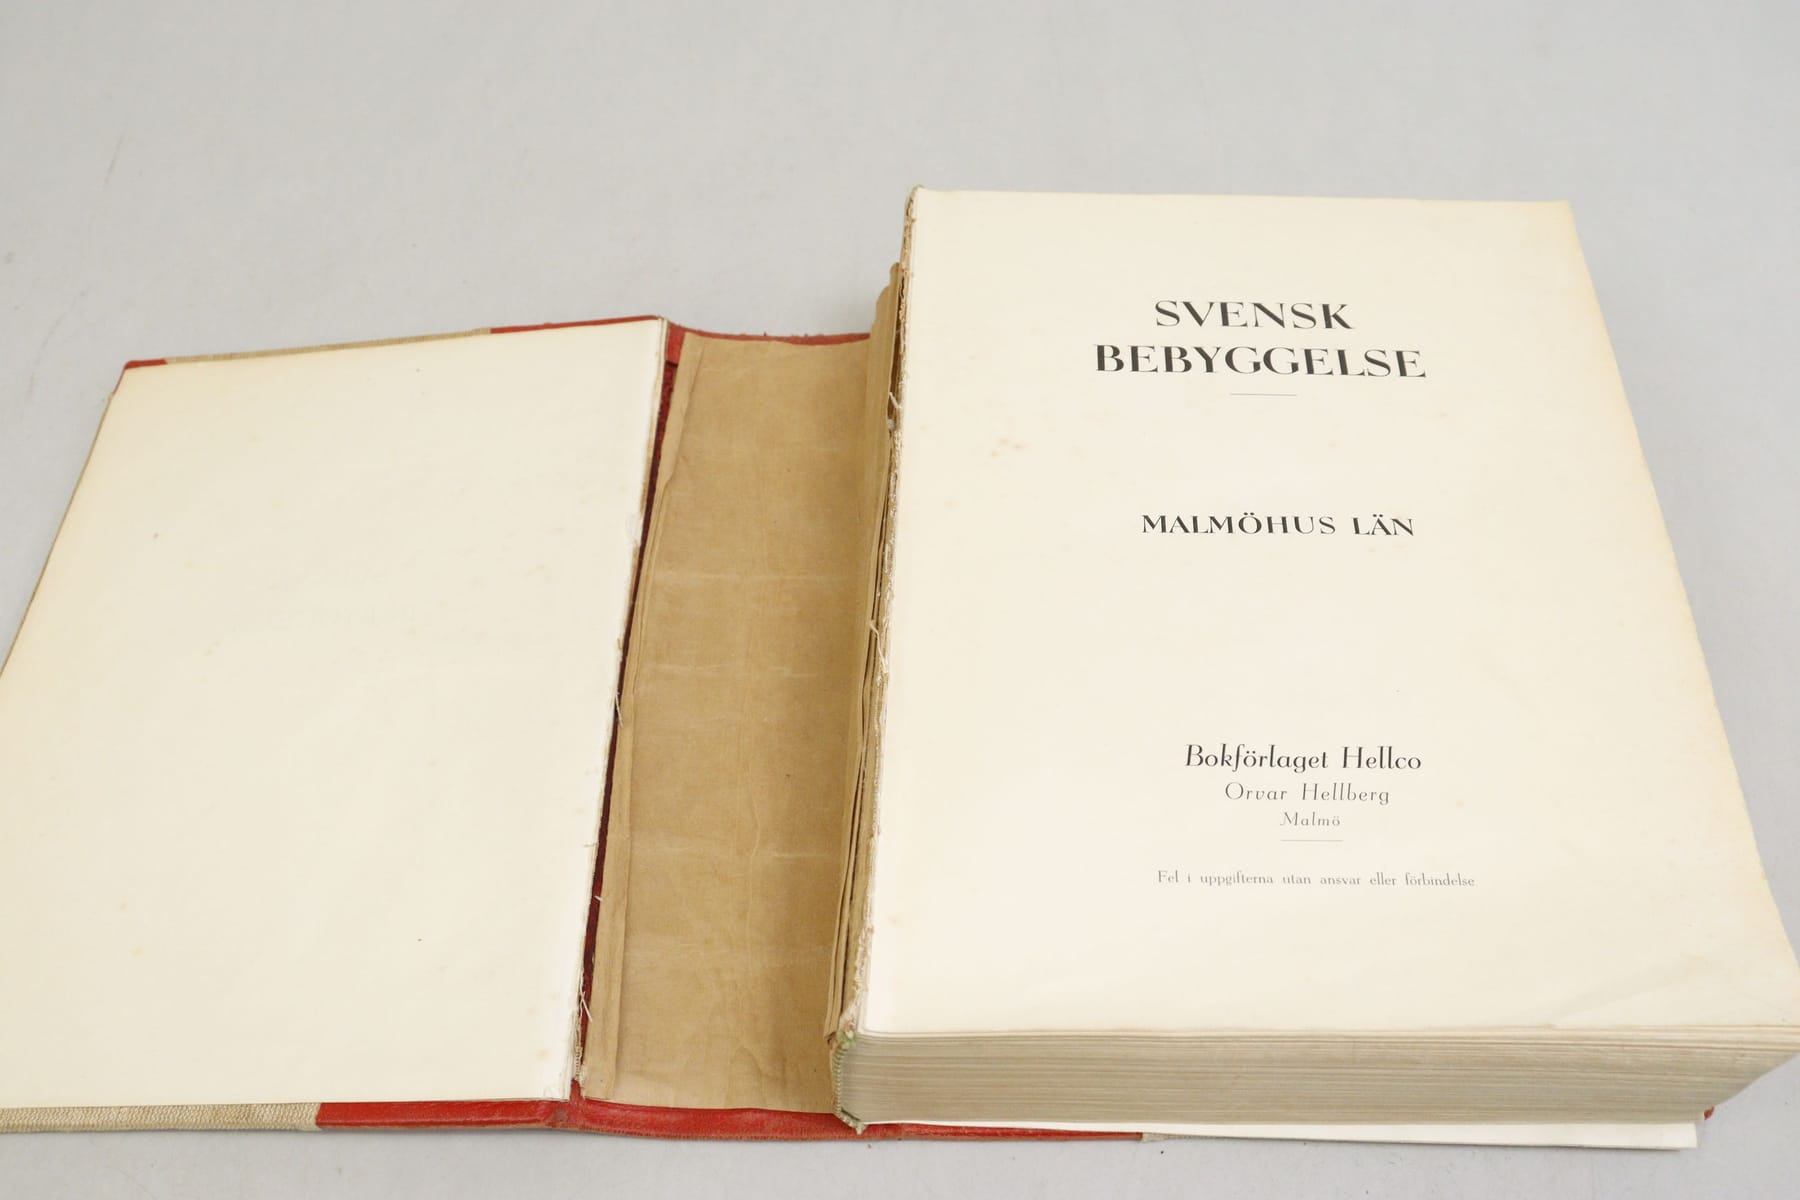 SVENSK
BEBYGGELSE
MALMÖHUS LÄN
Bokförlaget Hellco
Orvar Hellberg
Malmö
Fel i uppgifterna utan ansvar eller förbindelse